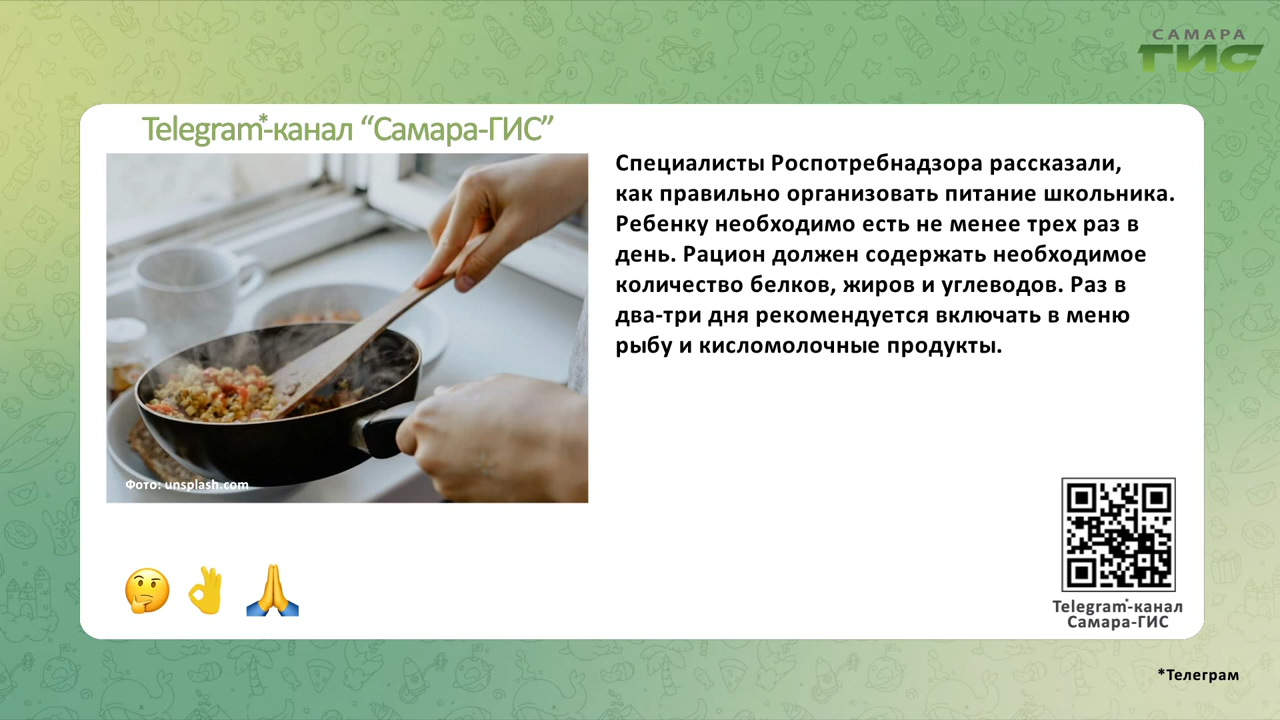 САМАРА
ГИС
Telegram*-канал “Самара-ГИС”
Специалисты Роспотребнадзора рассказали,
как правильно организовать питание школьника.
Ребенку необходимо есть не менее трех раз в
день. Рацион должен содержать необходимое
количество белков, жиров и углеводов. Раз в
два-три дня рекомендуется включать в меню
рыбу и кисломолочные продукты.
Фото: unsplash.com
Telegram*-канал
Самара-ГИС
*Телеграм